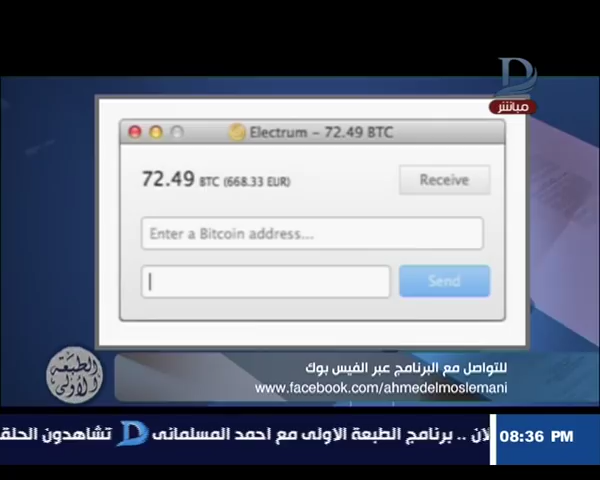 مباشر
Electrum – 72.49 BTC
72.49 BTC (668.33 EUR)
Receive
Enter a Bitcoin address...
Send
الطبعة
الأولى
للتواصل مع البرنامج عبر الفيس بوك
www.facebook.com/ahmedelmoslemani
.. برنامج الطبعة الاولى مع احمد المسلمانى D تشاهدون
08:36 PM